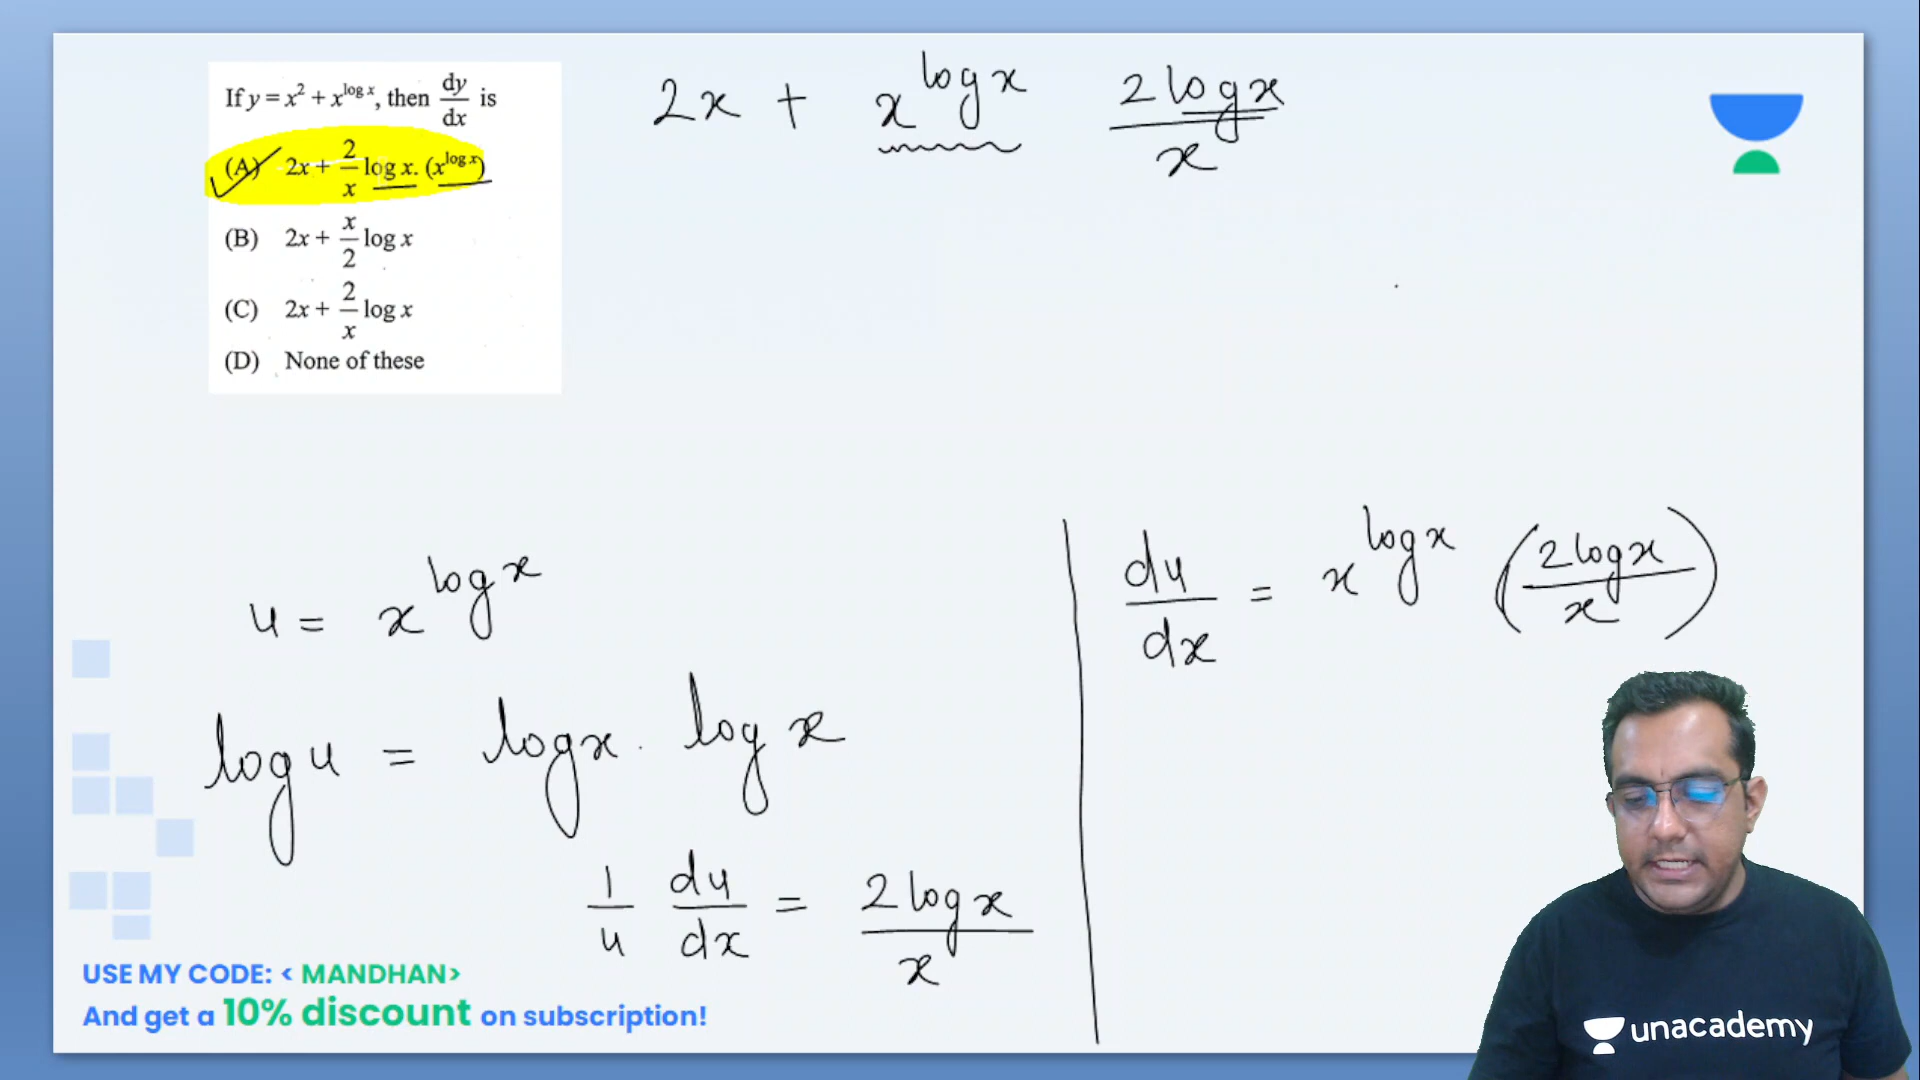 If y = x² + x^(log x), then dy/dx is
(A) 2x + 2/x log x. (x^(log x))
(B) 2x + x/2 log x
(C) 2x + 2/x log x
(D) None of these
2x + x^(log x) 2 log x / x
u = x^(log x)
log u = log x . log x
1/u du/dx = 2 log x / x
du/dx = x^(log x) (2 log x / x)
USE MY CODE: < MANDHAN>
And get a 10% discount on subscription!
unacademy